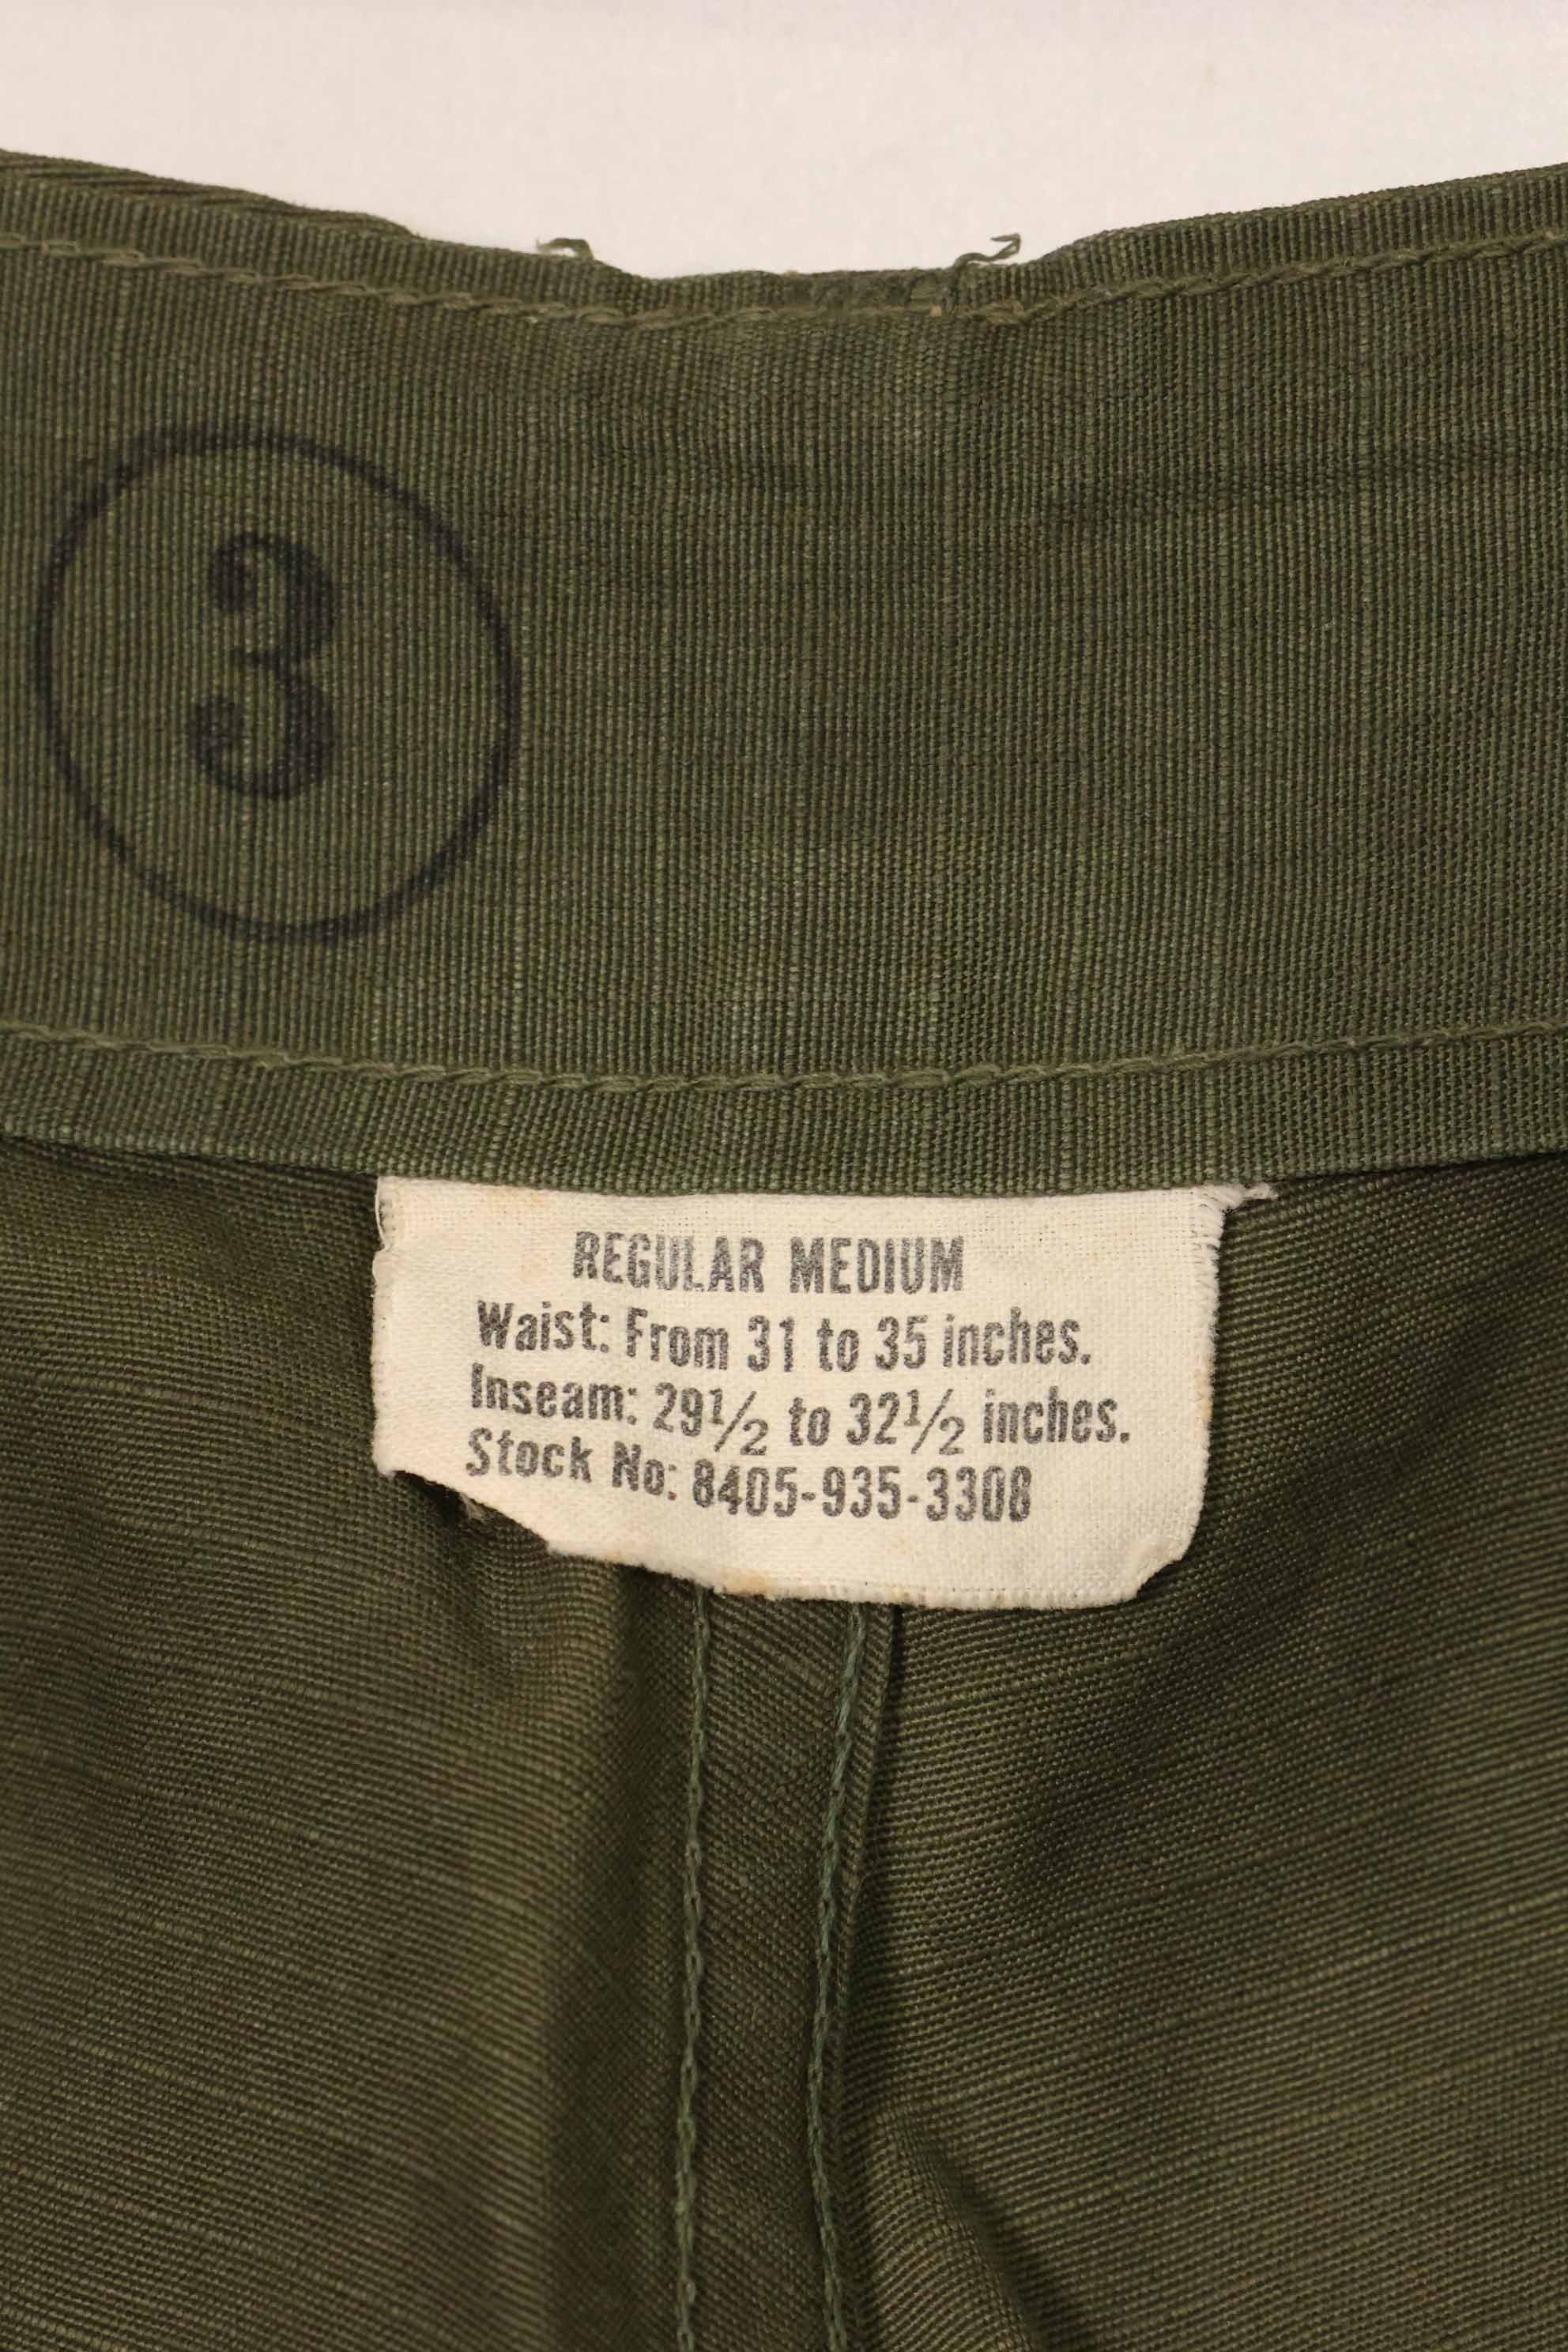 3
REGULAR MEDIUM
Waist: From 31 to 35 inches.
Inseam: 29½ to 32½ inches.
Stock No: 8405-935-3308